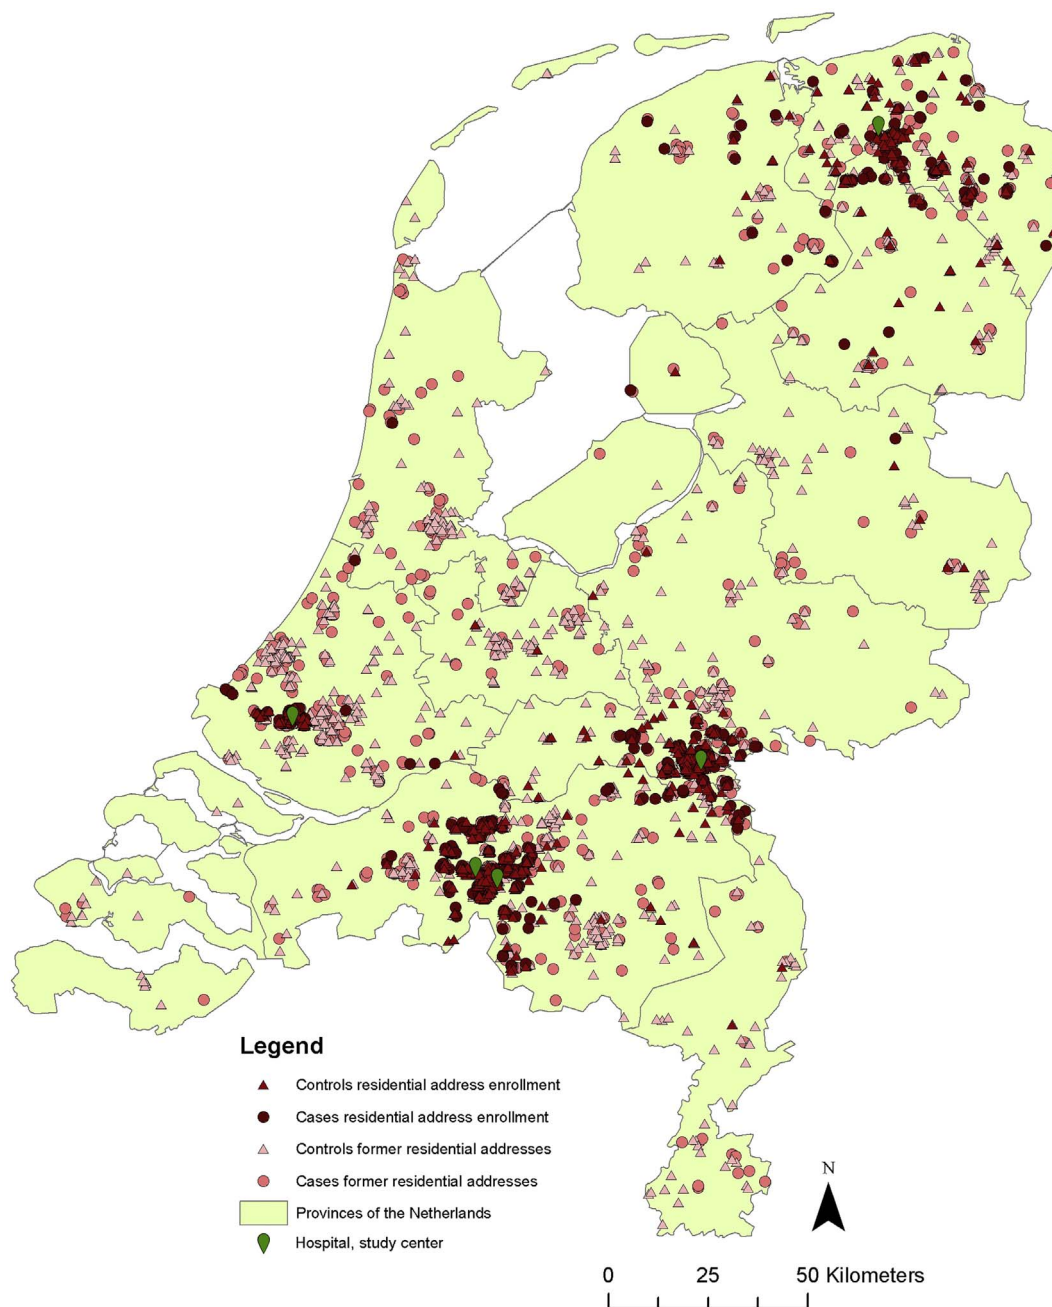 Legend
Controls residential address enrollment
Cases residential address enrollment
Controls former residential addresses
Cases former residential addresses
Provinces of the Netherlands
Hospital, study center
N
0 25 50 Kilometers